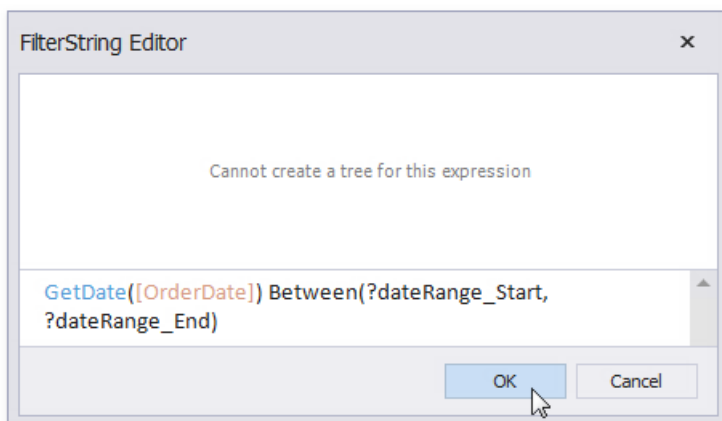 FilterString Editor
Cannot create a tree for this expression
GetDate([OrderDate]) Between(?dateRange_Start,
?dateRange_End)
OK
Cancel